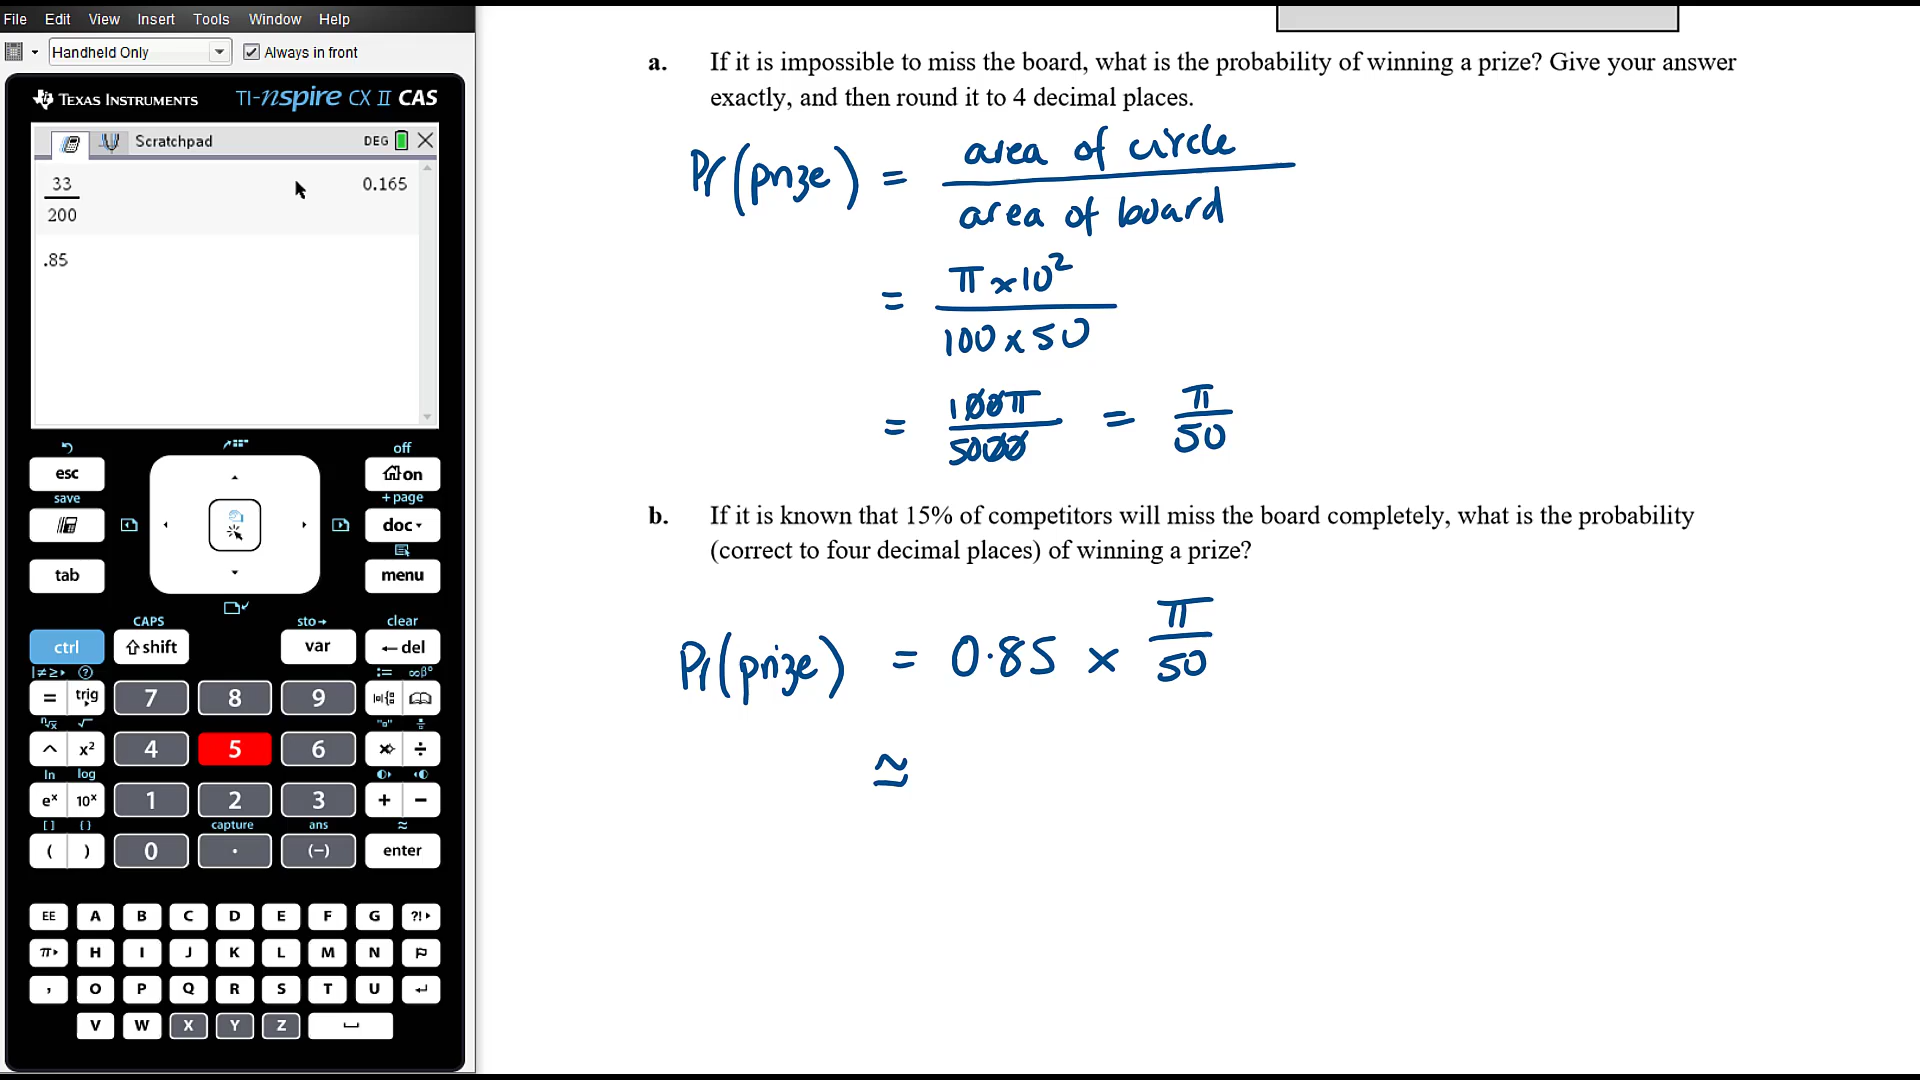 File Edit View Insert Tools Window Help
Handheld Only Always in front
TEXAS INSTRUMENTS TI-nspire CX II CAS
Scratchpad DEG
33/200 0.165
.85
off
esc on
save + page
doc
tab menu
CAPS sto→ clear
ctrl shift var ←del
|≠≥▸ ? := ∞β°
= trig 7 8 9
ⁿ√x √ "□"
^ x² 4 5 6 × ÷
ln log
eˣ 10ˣ 1 2 3 + −
[ ] { } capture ans ≈
( ) 0 . (−) enter
EE A B C D E F G ?!▸
π▸ H I J K L M N
, O P Q R S T U ↵
V W X Y Z
a. If it is impossible to miss the board, what is the probability of winning a prize? Give your answer
exactly, and then round it to 4 decimal places.
Pr(prize) = area of circle / area of board
= π×10² / 100×50
= 100π/5000 = π/50
b. If it is known that 15% of competitors will miss the board completely, what is the probability
(correct to four decimal places) of winning a prize?
Pr(prize) = 0.85 × π/50
≅